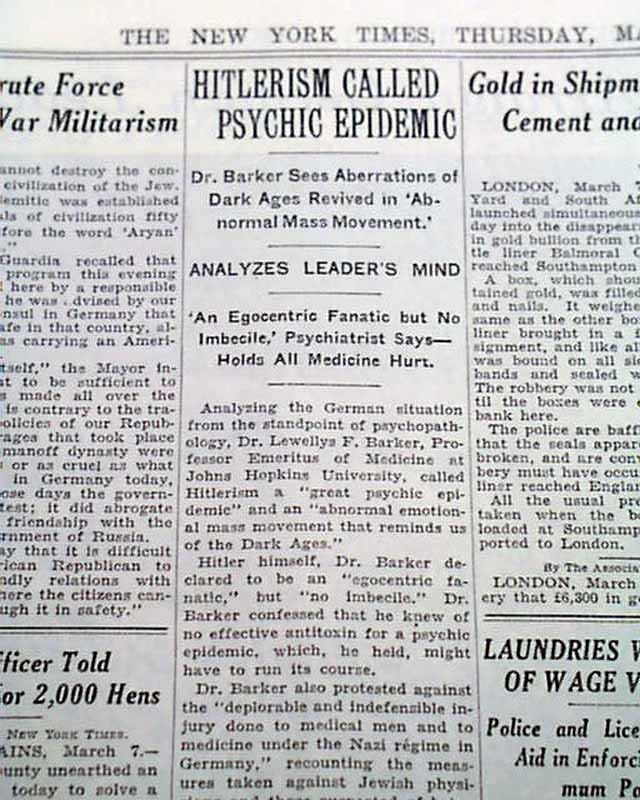 THE NEW YORK TIMES, THURSDAY, MA
rute Force
War Militarism
annot destroy the con-
civilization of the Jew.
emitic was established
ls of civilization fifty
fore the word 'Aryan'
"
Guardia recalled that
program this evening
here by a responsible
he was dvised by our
nsul in Germany that
afe in that country, al-
as carrying an Ameri-
tself," the Mayor in-
t to be sufficient to
s made all over the
is contrary to the tra-
olicies of our Repub-
rages that took place
manoff dynasty were
or as cruel as what
in Germany today,
ose days the govern-
test; it did abrogate
friendship with the
rnment of Russia.
ay that it is difficult
merican Republic to
ndly relations with
here the citizens can-
ugh it in safety."
fficer Told
or 2,000 Hens
NEW YORK TIMES.
AINS, March 7.—
unty unearthed an
today to solve a
HITLERISM CALLED
PSYCHIC EPIDEMIC
Dr. Barker Sees Aberrations of
Dark Ages Revived in 'Ab-
normal Mass Movement.'
ANALYZES LEADER'S MIND
'An Egocentric Fanatic but No
Imbecile,' Psychiatrist Says—
Holds All Medicine Hurt.
Analyzing the German situation
from the standpoint of psychopath-
ology, Dr. Lewellys F. Barker, Pro-
fessor Emeritus of Medicine at
Johns Hopkins University, called
Hitlerism a "great psychic epi-
demic" and an "abnormal emotion-
al mass movement that reminds us
of the Dark Ages."
Hitler himself, Dr. Barker de-
clared to be an "egocentric fa-
natic," but "no imbecile." Dr.
Barker confessed that he knew of
no effective antitoxin for a psychic
epidemic, which, he held, might
have to run its course.
Dr. Barker also protested against
the "deplorable and indefensible in-
jury done to medical men and to
medicine under the Nazi régime in
Germany," recounting the meas-
ures taken against Jewish physi-
Gold in Shipm
Cement and
LONDON, March
Yard and South Af
launched simultaneous
day into the disappear
in gold bullion from th
tle liner Balmoral C
reached Southampton
A box, which shou
tained gold, was filled
and nails. It weighe
same as the other bo
liner brought in a f
signment, and like al
was bound on all si
bands and sealed w
The robbery was not
til the boxes were
bank here.
The police are baff
that the seals appar
broken, and are conv
bery must have occu
liner reached Englan
All the usual pr
taken when the bo
loaded at Southamp
ported to London.
By The Associa
LONDON, March
ery that £6,300 in g
LAUNDRIES V
OF WAGE V
Police and Lice
Aid in Enforci
mum P